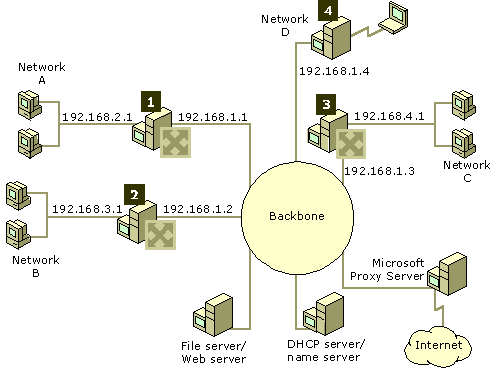 Network
D
4
192.168.1.4
Network
A
1
192.168.2.1
192.168.1.1
3
192.168.4.1
Network
C
192.168.1.3
2
192.168.3.1
192.168.1.2
Network
B
Backbone
Microsoft
Proxy Server
File server/
Web server
DHCP server/
name server
Internet